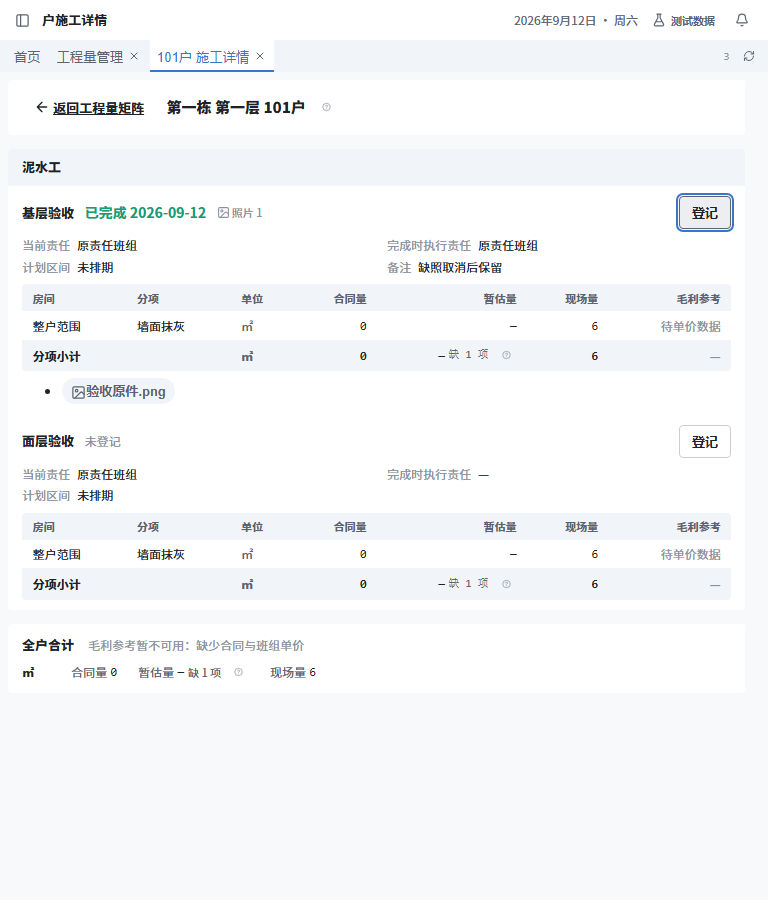 户施工详情 2026年9月12日 • 周六 测试数据
首页 工程量管理 × 101户 施工详情 × 3
← 返回工程量矩阵 第一栋 第一层 101户
泥水工
基层验收 已完成 2026-09-12 照片 1 登记
当前责任 原责任班组 完成时执行责任 原责任班组
计划区间 未排期 备注 缺照取消后保留
房间 分项 单位 合同量 暂估量 现场量 毛利参考
整户范围 墙面抹灰 ㎡ 0 — 6 待单价数据
分项小计 ㎡ 0 — 缺 1 项 6 —
验收原件.png
面层验收 未登记 登记
当前责任 原责任班组 完成时执行责任 —
计划区间 未排期
房间 分项 单位 合同量 暂估量 现场量 毛利参考
整户范围 墙面抹灰 ㎡ 0 — 6 待单价数据
分项小计 ㎡ 0 — 缺 1 项 6 —
全户合计 毛利参考暂不可用：缺少合同与班组单价
㎡ 合同量 0 暂估量 — 缺 1 项 现场量 6